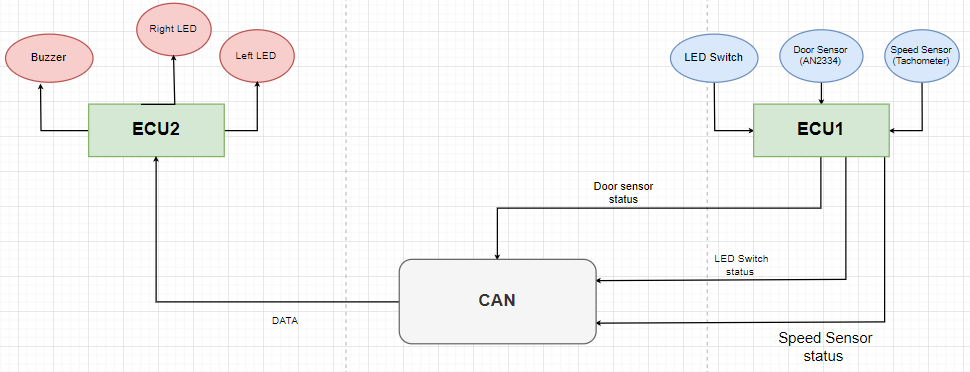 Buzzer
Right LED
Left LED
ECU2
LED Switch
Door Sensor
(AN2334)
Speed Sensor
(Tachometer)
ECU1
Door sensor
status
LED Switch
status
CAN
DATA
Speed Sensor
status